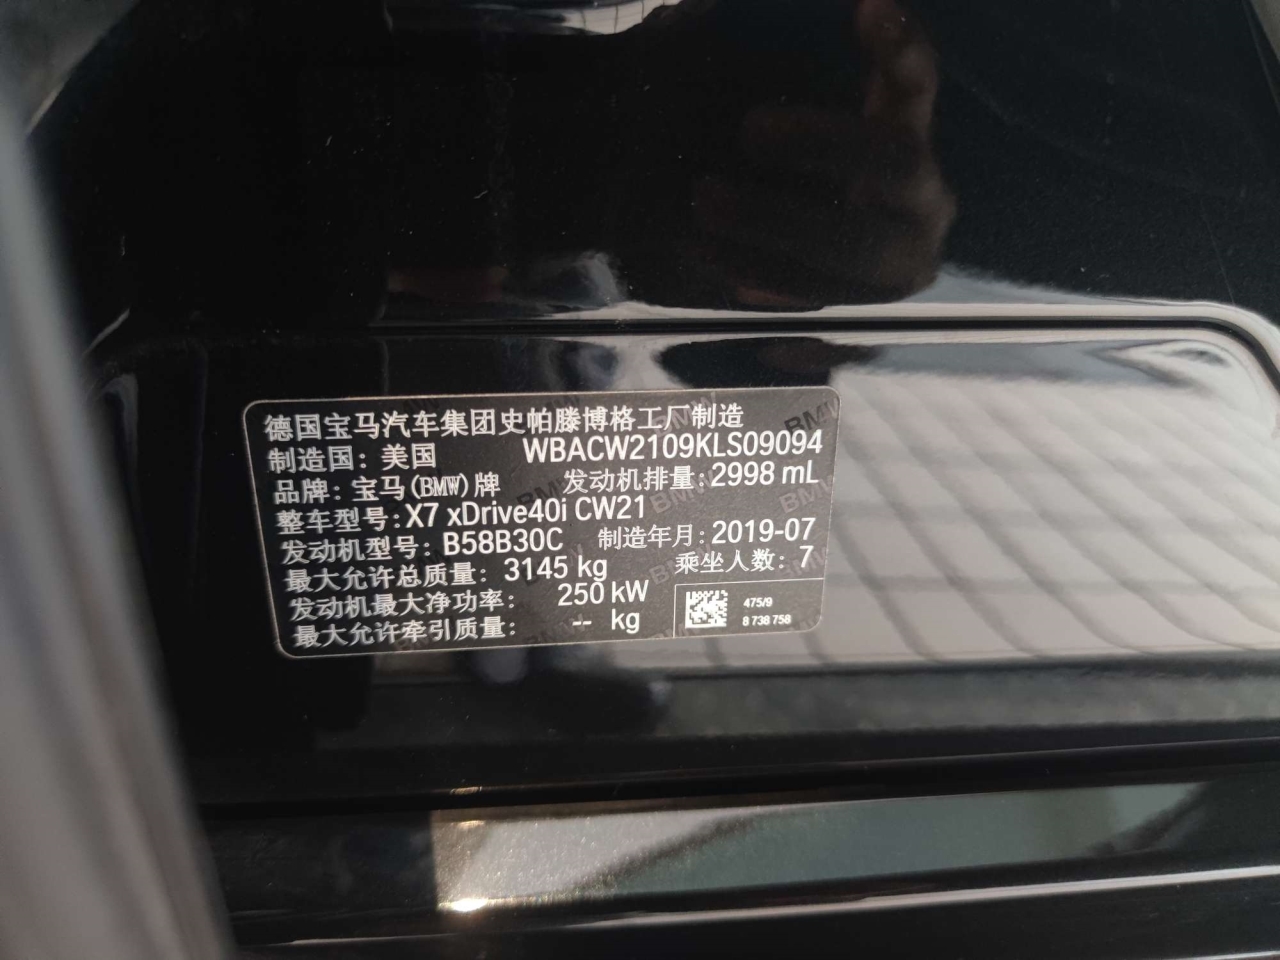 德国宝马汽车集团史帕滕博格工厂制造
制造国：美国 WBACW2109KLS09094
品牌：宝马(BMW)牌 发动机排量：2998 mL
整车型号：X7 xDrive40i CW21
发动机型号：B58B30C 制造年月：2019-07
最大允许总质量：3145 kg 乘坐人数：7
发动机最大净功率： 250 kW
最大允许牵引质量： -- kg
475/9
8 738 758